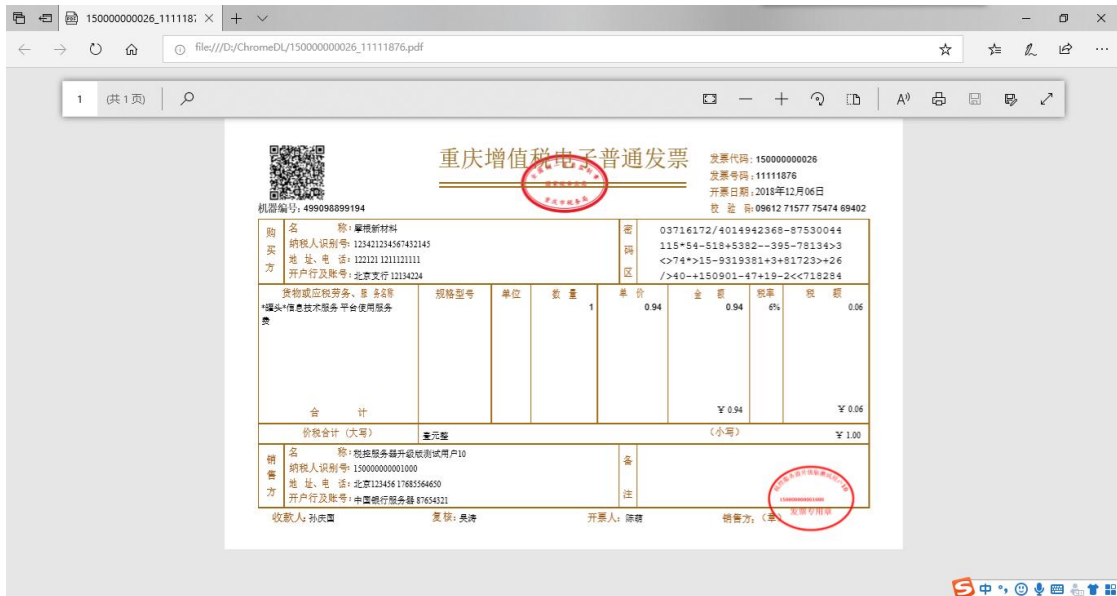 150000000026_111118
file:///D:/ChromeDL/150000000026_11111876.pdf
1 (共 1 页)
重庆增值税电子普通发票
发票代码: 150000000026
发票号码: 11111876
开票日期: 2018年12月06日
校 验 码: 09612 71577 75474 69402
机器编号: 499098899194
购买方
名 称: 摩根新材料
纳税人识别号: 123421234567432145
地 址、电 话: 122121 1211121111
开户行及账号: 北京支行 12134224
密码区
03716172/4014942368-87530044
115*54-518+5382--395-78134>3
<>74*>15-9319381+3+81723>+26
/>40-+150901-47+19-2<<718284
货物或应税劳务、服务名称 规格型号 单位 数 量 单 价 金 额 税率 税 额
*罐头*信息技术服务 平台使用服务 1 0.94 0.94 6% 0.06
费
合 计 ￥0.94 ￥0.06
价税合计（大写） 壹元整 （小写） ￥1.00
销售方
名 称: 税控服务器升级版测试用户10
纳税人识别号: 150000000001000
地 址、电 话: 北京123456 17685564650
开户行及账号: 中国银行服务器 87654321
备注
150000000001000
发票专用章
收款人: 孙庆国 复核: 吴涛 开票人: 陈萌 销售方:（章）
中